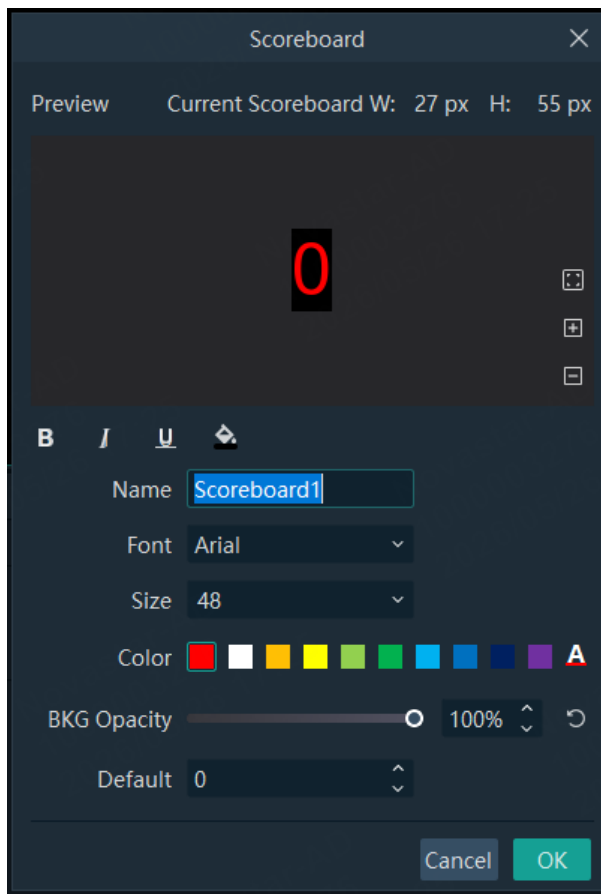 Scoreboard
Preview Current Scoreboard W: 27 px H: 55 px
0
B I U
Name Scoreboard1
Font Arial
Size 48
Color A
BKG Opacity 100%
Default 0
Cancel OK